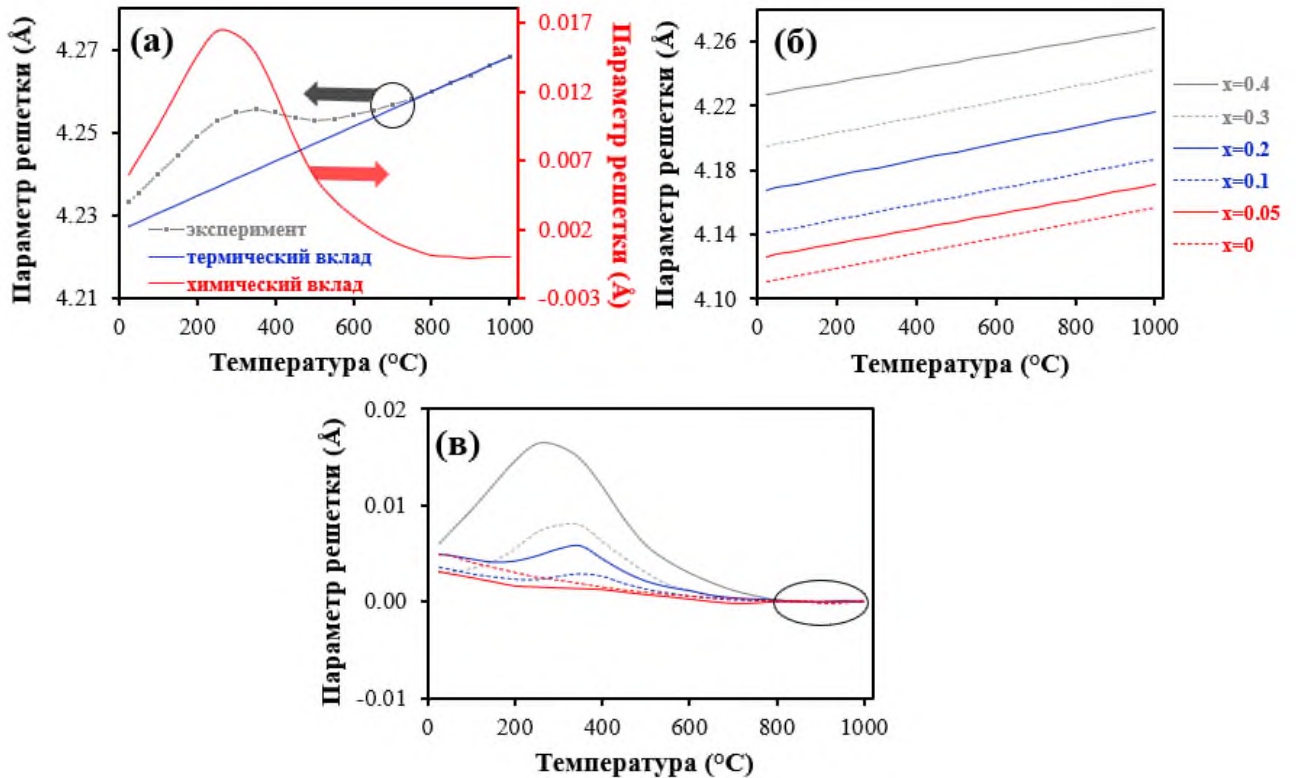 (а)
Параметр решетки (Å)
4.27
4.25
4.23
4.21
эксперимент
термический вклад
химический вклад
0 200 400 600 800 1000
Температура (°C)
0.017
0.012
0.007
0.002
-0.003
Параметр решетки (Å)
(б)
Параметр решетки (Å)
4.26
4.22
4.18
4.14
4.10
0 200 400 600 800 1000
Температура (°C)
x=0.4
x=0.3
x=0.2
x=0.1
x=0.05
x=0
(в)
Параметр решетки (Å)
0.02
0.01
0.00
-0.01
0 200 400 600 800 1000
Температура (°C)